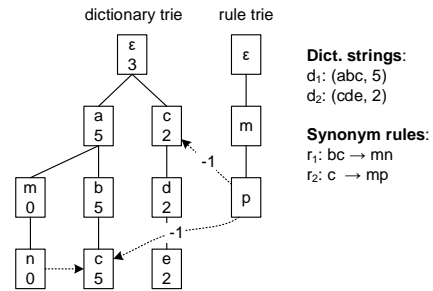 dictionary trie
rule trie
ε
3
ε
Dict. strings:
d₁: (abc, 5)
d₂: (cde, 2)
a
5
c
2
m
Synonym rules:
r₁: bc → mn
r₂: c → mp
-1
m
0
b
5
d
2
p
-1
n
0
c
5
e
2